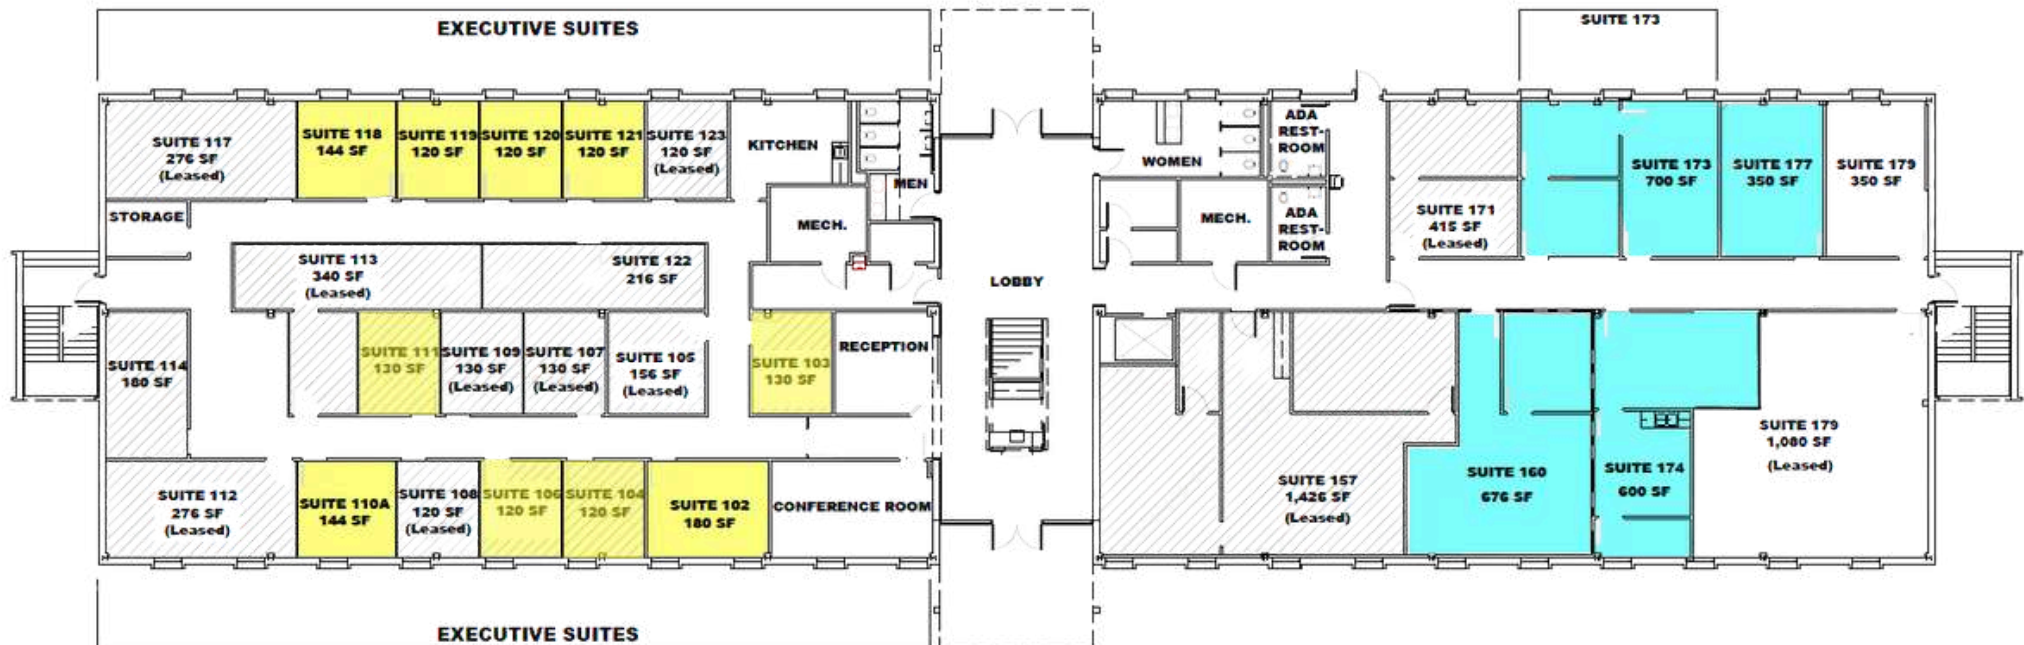 EXECUTIVE SUITES
SUITE 173
SUITE 117
276 SF
(Leased)
SUITE 118
144 SF
SUITE 119
120 SF
SUITE 120
120 SF
SUITE 121
120 SF
SUITE 123
120 SF
(Leased)
KITCHEN
MEN
WOMEN
ADA
REST-
ROOM
SUITE 173
700 SF
SUITE 177
350 SF
SUITE 179
350 SF
STORAGE
MECH.
MECH.
ADA
REST-
ROOM
SUITE 171
415 SF
(Leased)
SUITE 113
340 SF
(Leased)
SUITE 122
216 SF
LOBBY
SUITE 114
180 SF
SUITE 111
130 SF
SUITE 109
130 SF
(Leased)
SUITE 107
130 SF
(Leased)
SUITE 105
156 SF
(Leased)
SUITE 103
130 SF
RECEPTION
SUITE 112
276 SF
(Leased)
SUITE 110A
144 SF
SUITE 108
120 SF
(Leased)
SUITE 106
120 SF
SUITE 104
120 SF
SUITE 102
180 SF
CONFERENCE ROOM
SUITE 157
1,426 SF
(Leased)
SUITE 160
676 SF
SUITE 174
600 SF
SUITE 179
1,080 SF
(Leased)
EXECUTIVE SUITES